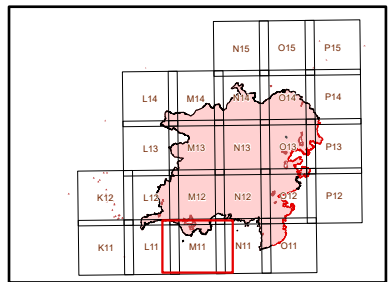 N15 O15 P15
L14 M14 N14 O14 P14
L13 M13 N13 O13 P13
K12 L12 M12 N12 O12 P12
K11 L11 M11 N11 O11